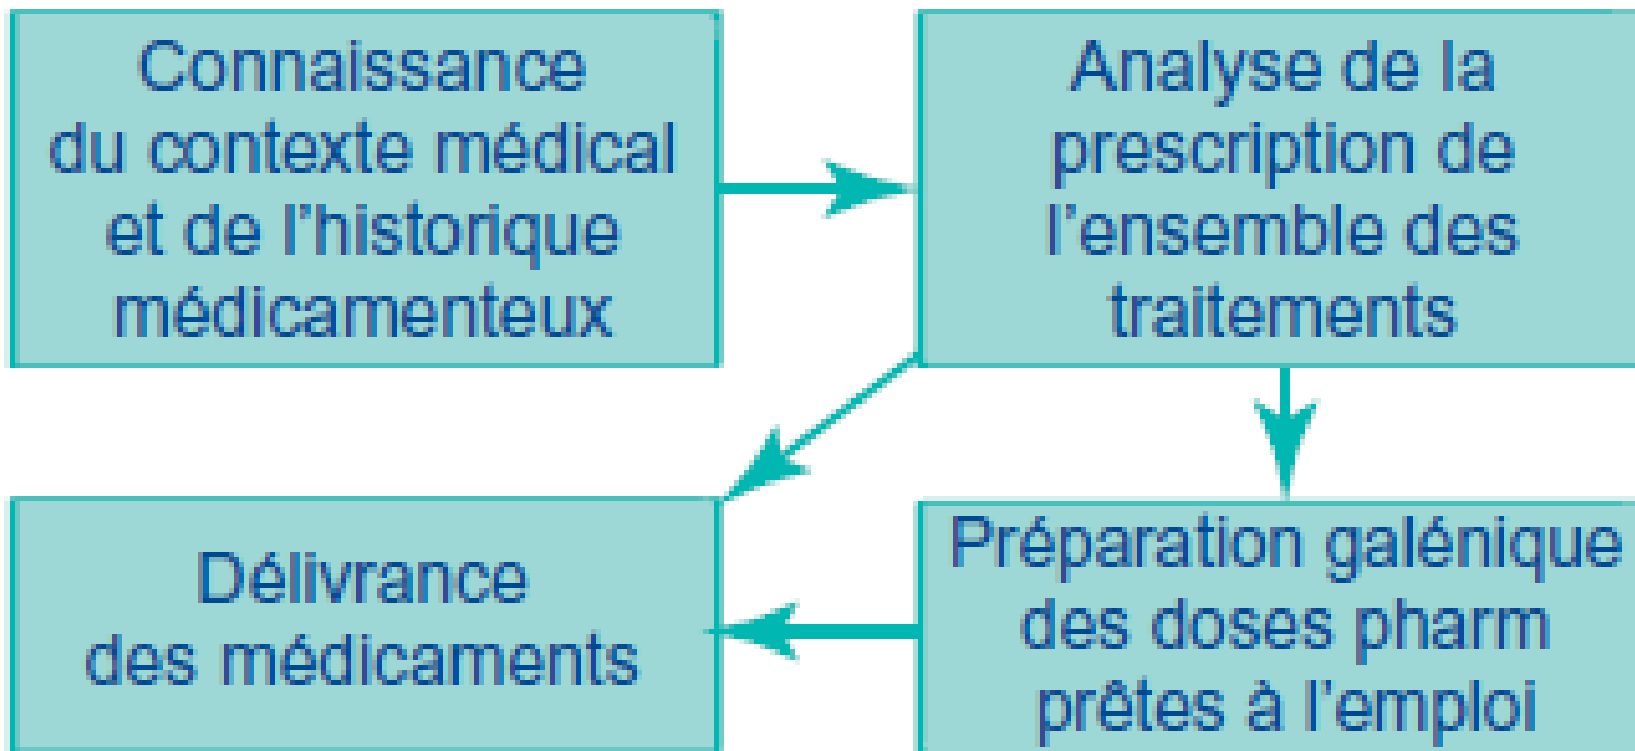 Connaissance
du contexte médical
et de l'historique
médicamenteux
Analyse de la
prescription de
l'ensemble des
traitements
Délivrance
des médicaments
Préparation galénique
des doses pharm
prêtes à l'emploi